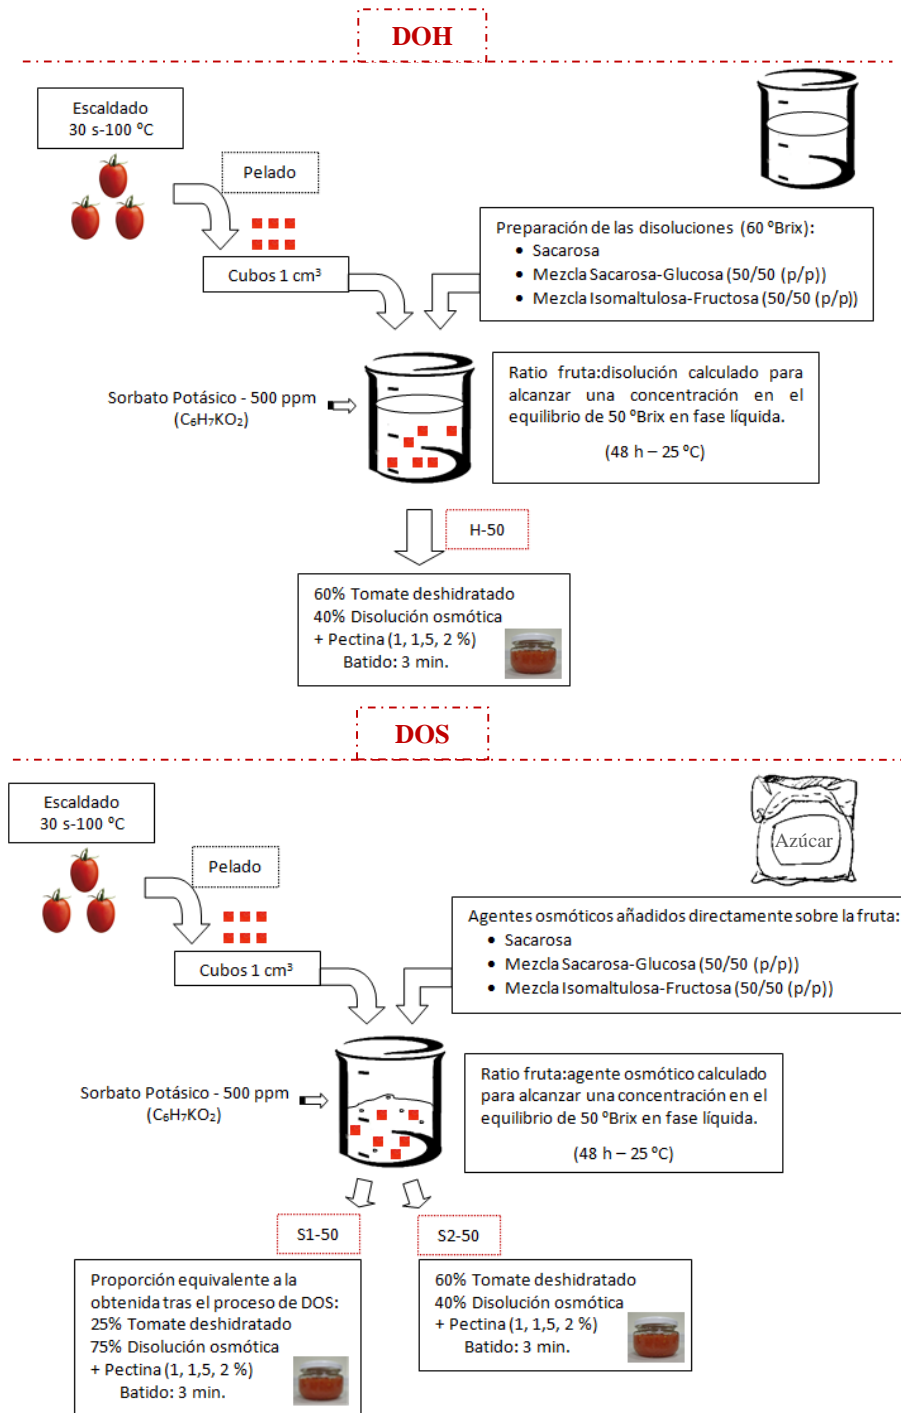 DOH
Escaldado
30 s-100 ºC
Pelado
Cubos 1 cm³
Preparación de las disoluciones (60 ºBrix):
• Sacarosa
• Mezcla Sacarosa-Glucosa (50/50 (p/p))
• Mezcla Isomaltulosa-Fructosa (50/50 (p/p))
Sorbato Potásico - 500 ppm
(C₆H₇KO₂)
Ratio fruta:disolución calculado para
alcanzar una concentración en el
equilibrio de 50 ºBrix en fase líquida.
(48 h – 25 ºC)
H-50
60% Tomate deshidratado
40% Disolución osmótica
+ Pectina (1, 1,5, 2 %)
Batido: 3 min.
DOS
Escaldado
30 s-100 ºC
Pelado
Cubos 1 cm³
Azúcar
Agentes osmóticos añadidos directamente sobre la fruta:
• Sacarosa
• Mezcla Sacarosa-Glucosa (50/50 (p/p))
• Mezcla Isomaltulosa-Fructosa (50/50 (p/p))
Sorbato Potásico - 500 ppm
(C₆H₇KO₂)
Ratio fruta:agente osmótico calculado
para alcanzar una concentración en el
equilibrio de 50 ºBrix en fase líquida.
(48 h – 25 ºC)
S1-50
Proporción equivalente a la
obtenida tras el proceso de DOS:
25% Tomate deshidratado
75% Disolución osmótica
+ Pectina (1, 1,5, 2 %)
Batido: 3 min.
S2-50
60% Tomate deshidratado
40% Disolución osmótica
+ Pectina (1, 1,5, 2 %)
Batido: 3 min.